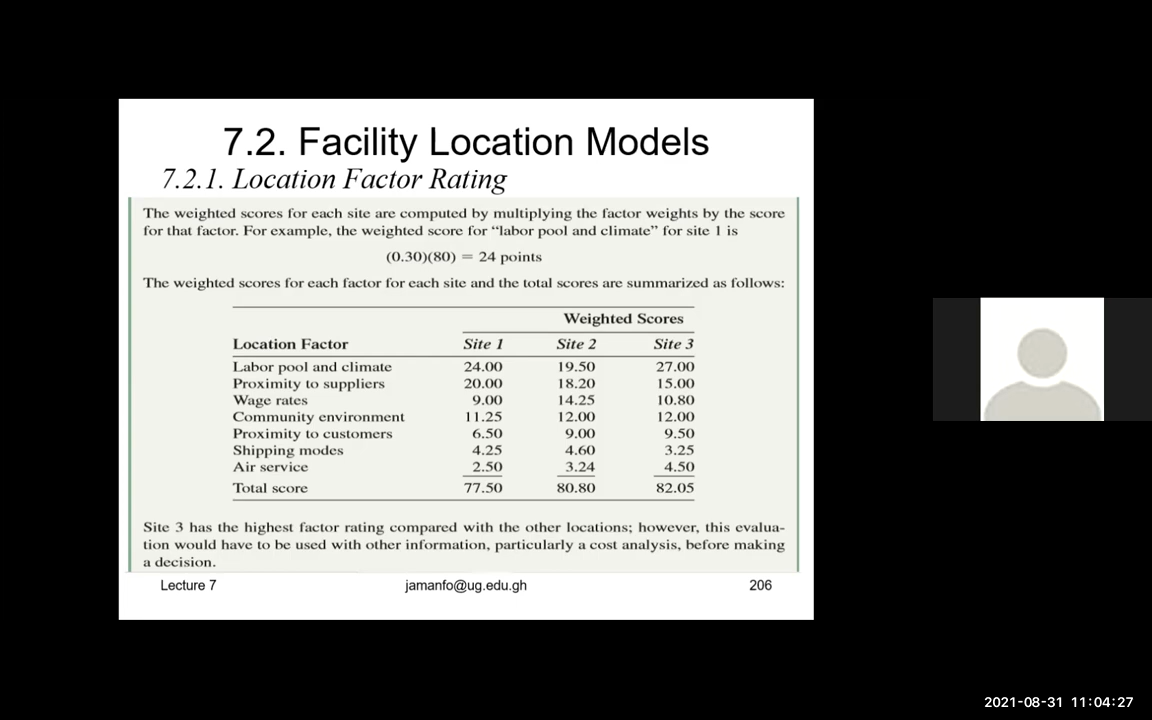 7.2. Facility Location Models
7.2.1. Location Factor Rating
The weighted scores for each site are computed by multiplying the factor weights by the score
for that factor. For example, the weighted score for “labor pool and climate” for site 1 is
(0.30)(80) = 24 points
The weighted scores for each factor for each site and the total scores are summarized as follows:
Weighted Scores
Location Factor Site 1 Site 2 Site 3
Labor pool and climate 24.00 19.50 27.00
Proximity to suppliers 20.00 18.20 15.00
Wage rates 9.00 14.25 10.80
Community environment 11.25 12.00 12.00
Proximity to customers 6.50 9.00 9.50
Shipping modes 4.25 4.60 3.25
Air service 2.50 3.24 4.50
Total score 77.50 80.80 82.05
Site 3 has the highest factor rating compared with the other locations; however, this evalua-
tion would have to be used with other information, particularly a cost analysis, before making
a decision.
Lecture 7 jamanfo@ug.edu.gh 206
2021-08-31 11:04:27